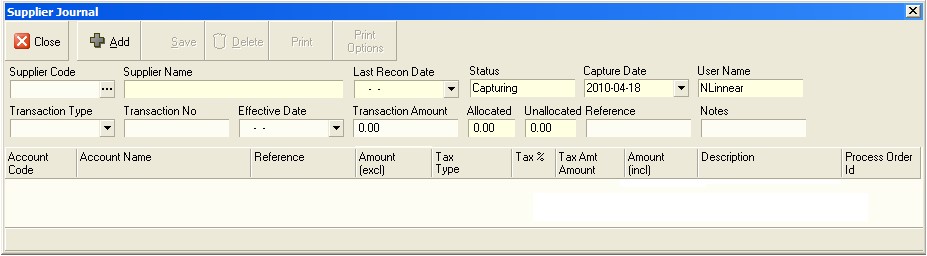 Supplier Journal
Close Add Save Delete Print Print Options
Supplier Code Supplier Name Last Recon Date Status Capture Date User Name
... - - Capturing 2010-04-18 NLinnear
Transaction Type Transaction No Effective Date Transaction Amount Allocated Unallocated Reference Notes
- - 0.00 0.00 0.00
Account Code Account Name Reference Amount (excl) Tax Type Tax % Tax Amt Amount Amount (incl) Description Process Order Id